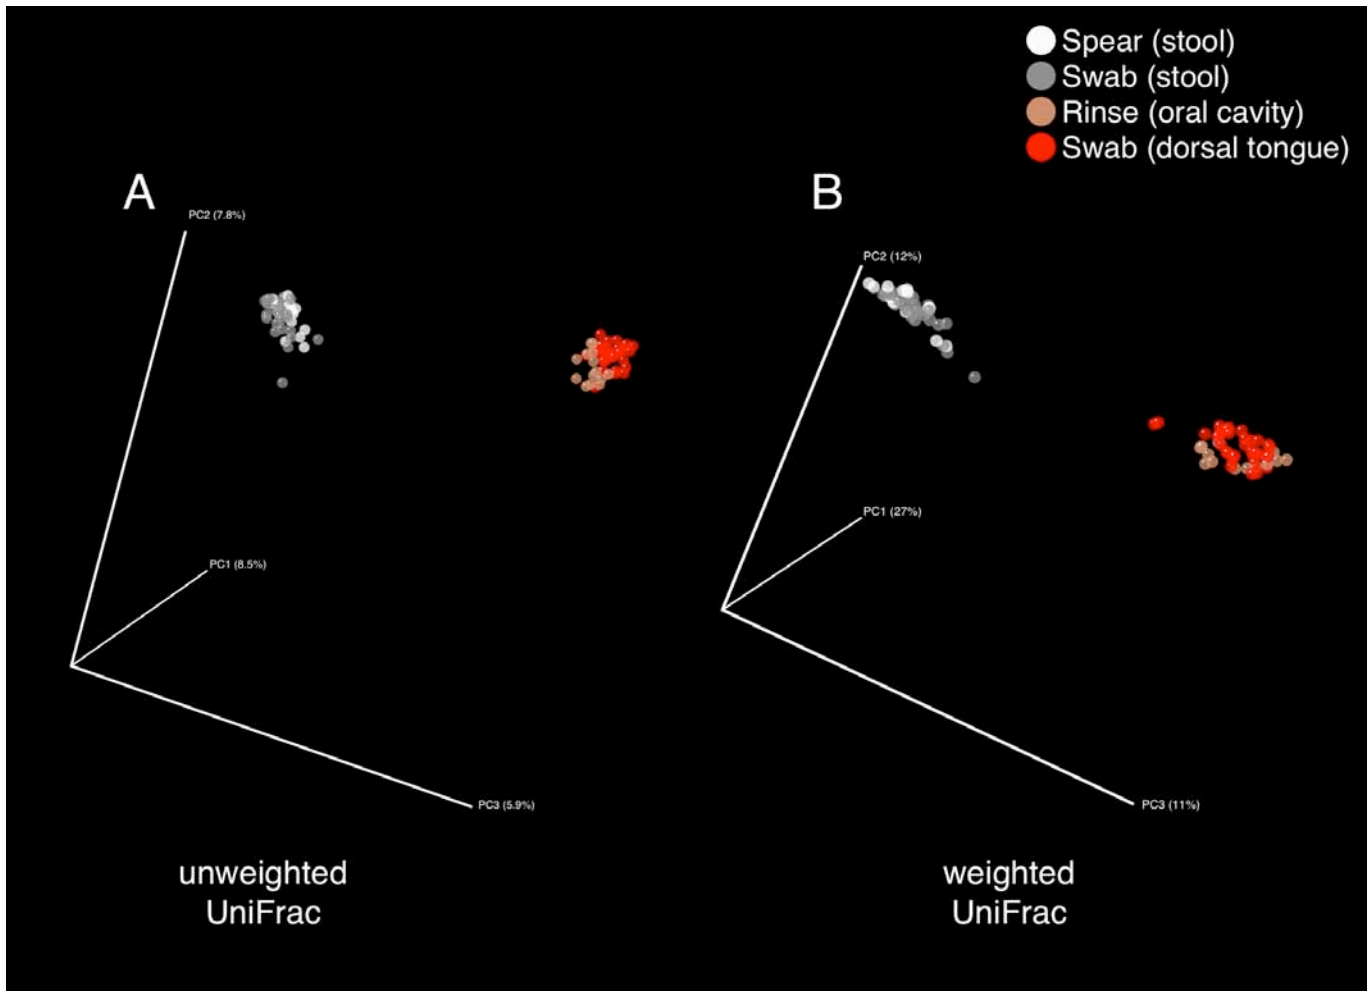 Spear (stool)
Swab (stool)
Rinse (oral cavity)
Swab (dorsal tongue)
A
PC2 (7.8%)
PC1 (8.5%)
PC3 (5.9%)
unweighted
UniFrac
B
PC2 (12%)
PC1 (27%)
PC3 (11%)
weighted
UniFrac